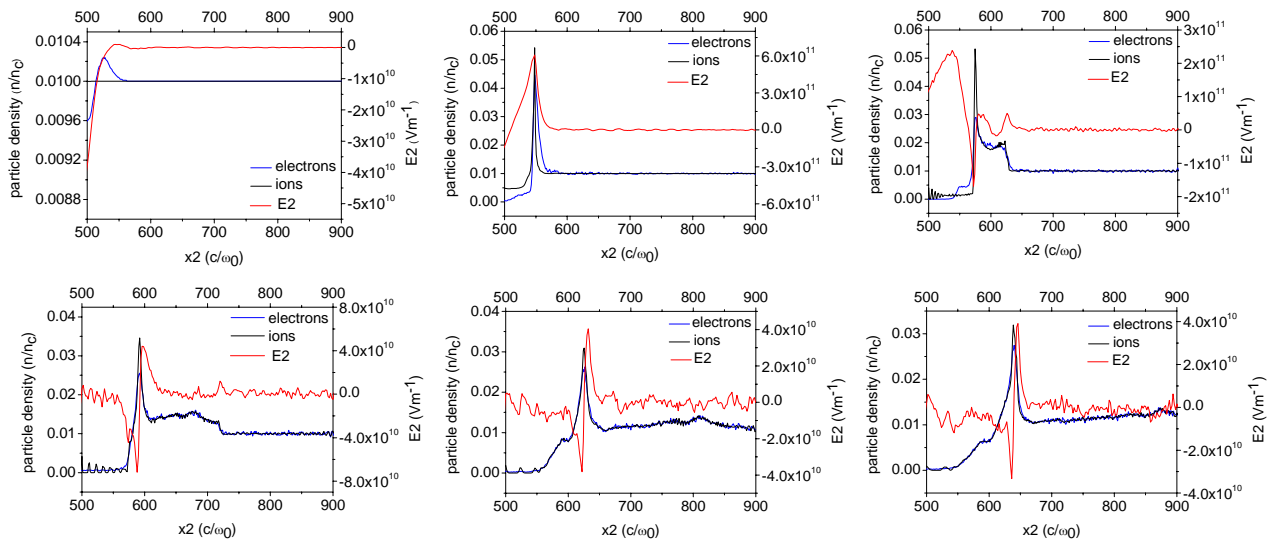 500 600 700 800 900
0.0104
0.0100
0.0096
0.0092
0.0088
particle density (n/nc)
electrons
ions
E2
0
-1x10^10
-2x10^10
-3x10^10
-4x10^10
-5x10^10
E2 (Vm-1)
500 600 700 800 900
x2 (c/ω0)
500 600 700 800 900
0.06
0.05
0.04
0.03
0.02
0.01
0.00
particle density (n/nc)
electrons
ions
E2
6.0x10^11
3.0x10^11
0.0
-3.0x10^11
-6.0x10^11
E2 (Vm-1)
500 600 700 800 900
x2 (c/ω0)
500 600 700 800 900
0.06
0.05
0.04
0.03
0.02
0.01
0.00
particle density (n/nc)
electrons
ions
E2
3x10^11
2x10^11
1x10^11
0
-1x10^11
-2x10^11
E2 (Vm-1)
500 600 700 800 900
x2 (c/ω0)
500 600 700 800 900
0.04
0.03
0.02
0.01
0.00
particle density (n/nc)
electrons
ions
E2
8.0x10^10
4.0x10^10
0.0
-4.0x10^10
-8.0x10^10
E2 (Vm-1)
500 600 700 800 900
x2 (c/ω0)
500 600 700 800 900
0.04
0.03
0.02
0.01
0.00
particle density (n/nc)
electrons
ions
E2
4.0x10^10
2.0x10^10
0.0
-2.0x10^10
-4.0x10^10
E2 (Vm-1)
500 600 700 800 900
x2 (c/ω0)
500 600 700 800 900
0.03
0.02
0.01
0.00
particle density (n/nc)
electrons
ions
E2
4.0x10^10
2.0x10^10
0.0
-2.0x10^10
-4.0x10^10
E2 (Vm-1)
500 600 700 800 900
x2 (c/ω0)